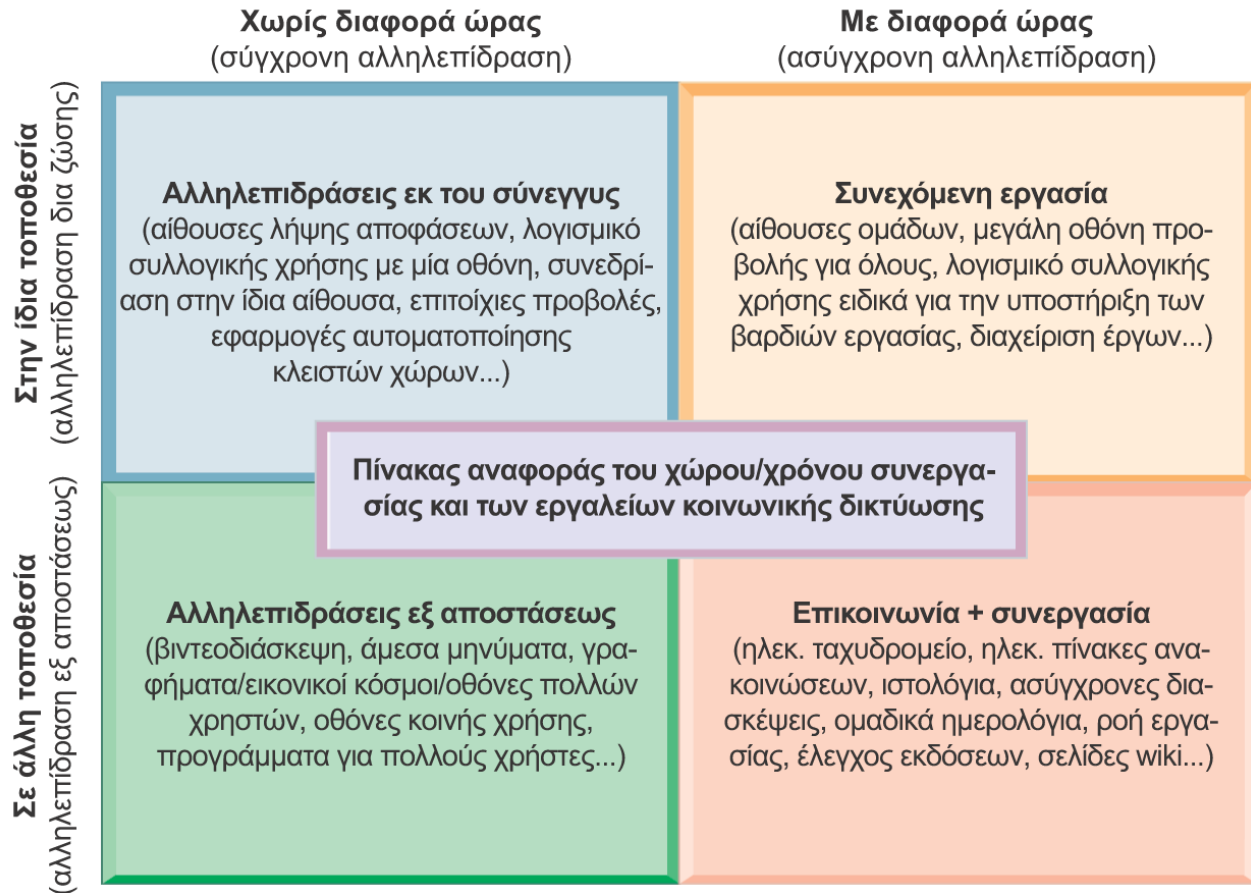 Χωρίς διαφορά ώρας
(σύγχρονη αλληλεπίδραση)
Με διαφορά ώρας
(ασύγχρονη αλληλεπίδραση)
Στην ίδια τοποθεσία
(αλληλεπίδραση δια ζώσης)
Αλληλεπιδράσεις εκ του σύνεγγυς
(αίθουσες λήψης αποφάσεων, λογισμικό
συλλογικής χρήσης με μία οθόνη, συνεδρί-
αση στην ίδια αίθουσα, επιτοίχιες προβολές,
εφαρμογές αυτοματοποίησης
κλειστών χώρων...)
Συνεχόμενη εργασία
(αίθουσες ομάδων, μεγάλη οθόνη προ-
βολής για όλους, λογισμικό συλλογικής
χρήσης ειδικά για την υποστήριξη των
βαρδιών εργασίας, διαχείριση έργων...)
Πίνακας αναφοράς του χώρου/χρόνου συνεργα-
σίας και των εργαλείων κοινωνικής δικτύωσης
Σε άλλη τοποθεσία
(αλληλεπίδραση εξ αποστάσεως)
Αλληλεπιδράσεις εξ αποστάσεως
(βιντεοδιάσκεψη, άμεσα μηνύματα, γρα-
φήματα/εικονικοί κόσμοι/οθόνες πολλών
χρηστών, οθόνες κοινής χρήσης,
προγράμματα για πολλούς χρήστες...)
Επικοινωνία + συνεργασία
(ηλεκ. ταχυδρομείο, ηλεκ. πίνακες ανα-
κοινώσεων, ιστολόγια, ασύγχρονες δια-
σκέψεις, ομαδικά ημερολόγια, ροή εργα-
σίας, έλεγχος εκδόσεων, σελίδες wiki...)